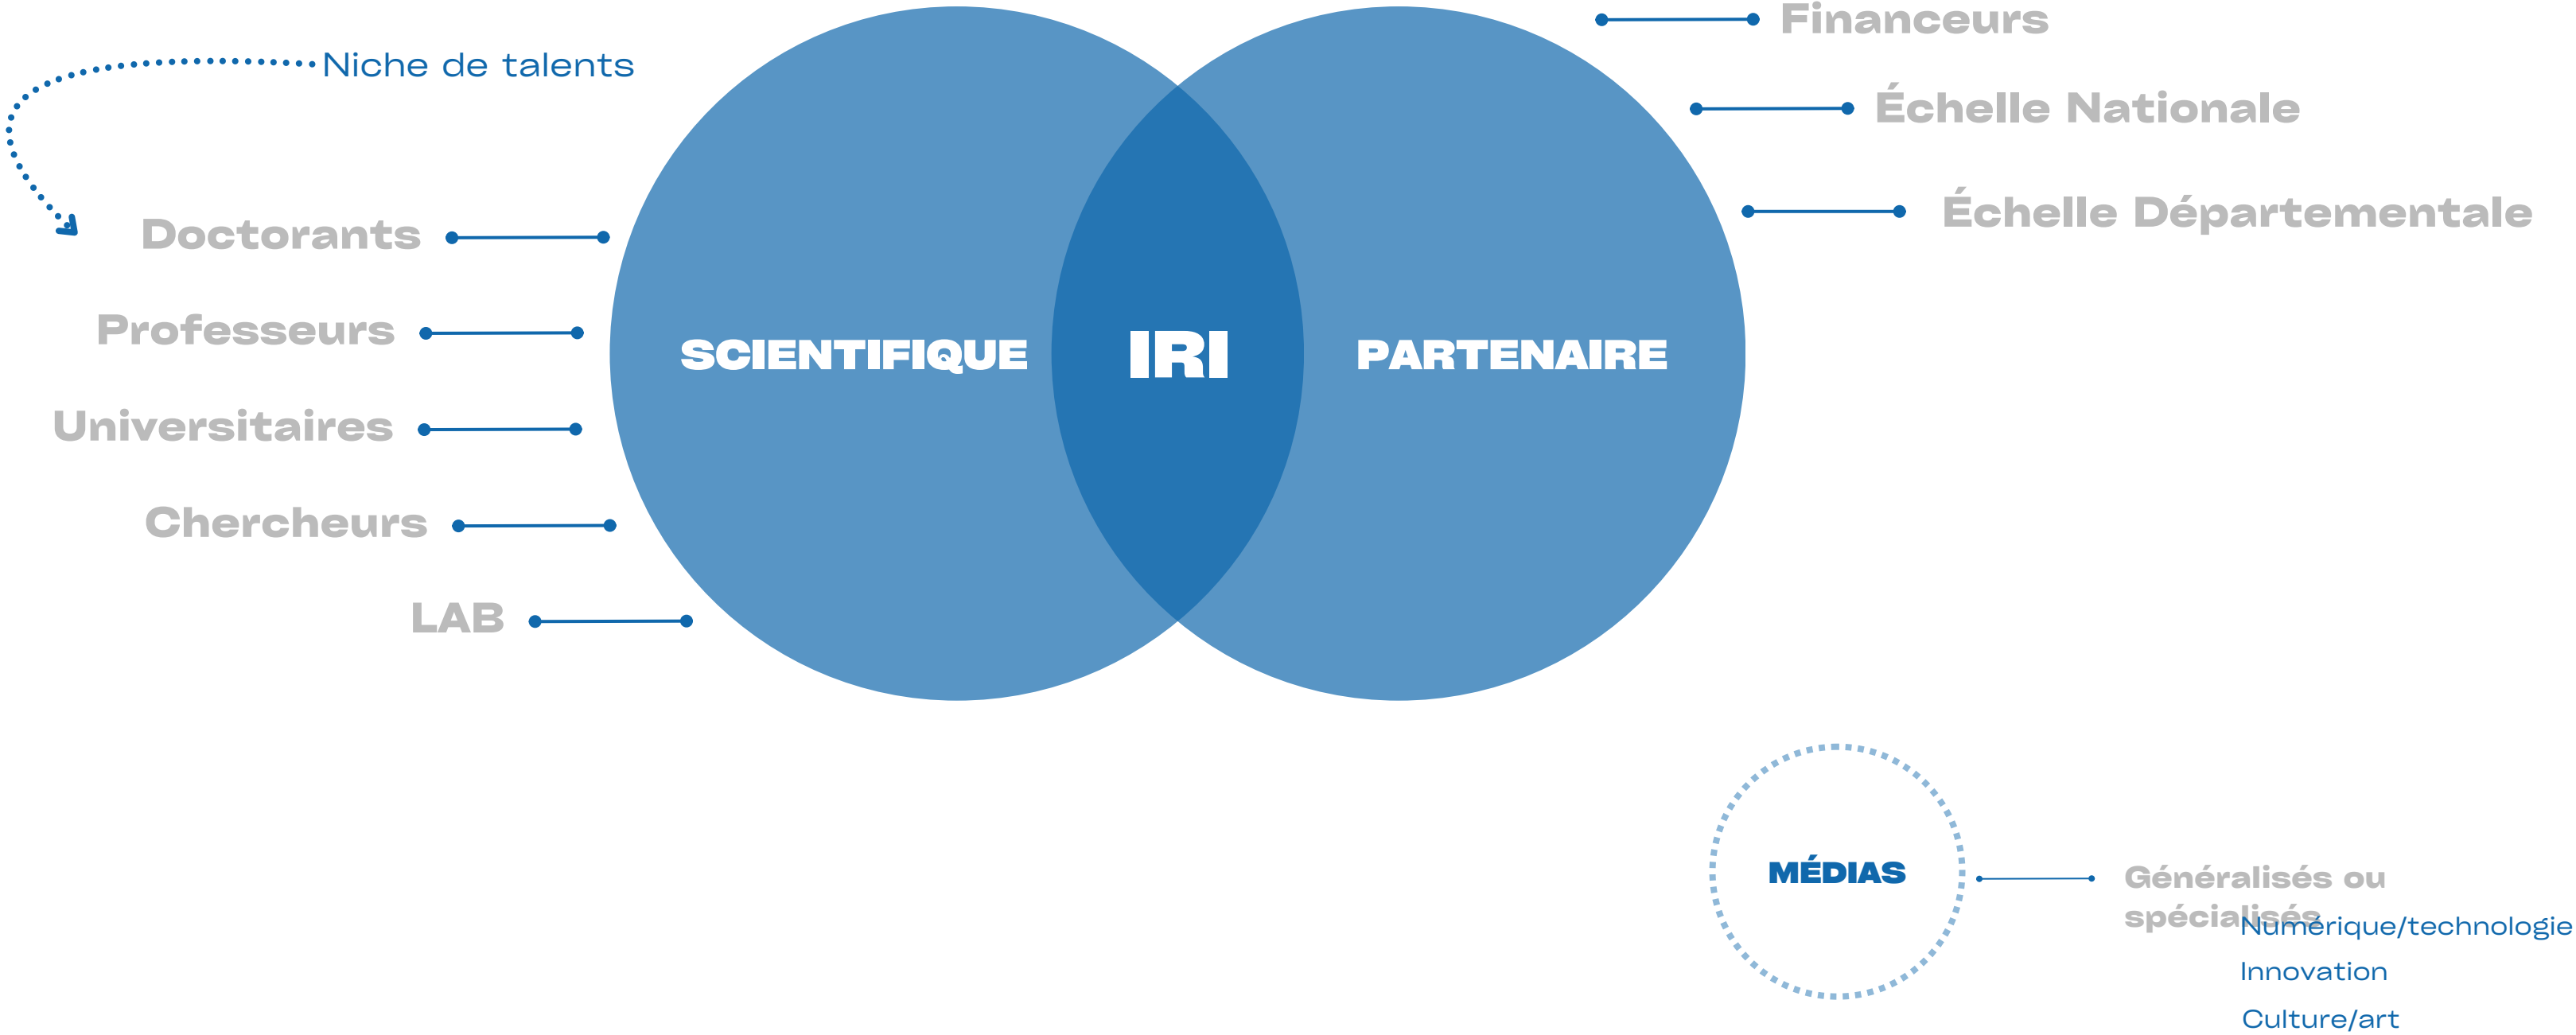 Niche de talents
Doctorants
Professeurs
Universitaires
Chercheurs
LAB
SCIENTIFIQUE
IRI
PARTENAIRE
Financeurs
Échelle Nationale
Échelle Départementale
MÉDIAS
Généralisés ou
spécialisés
Numérique/technologie
Innovation
Culture/art